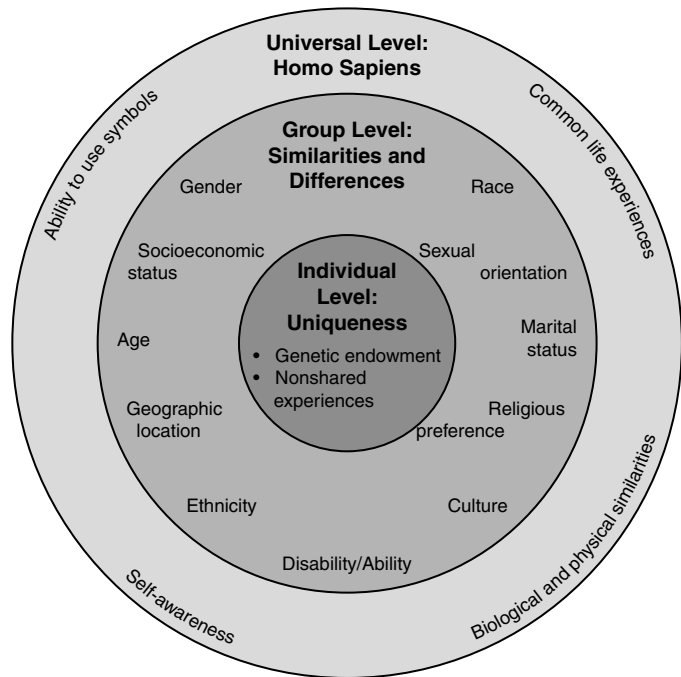 Universal Level:
Homo Sapiens
Ability to use symbols
Common life experiences
Group Level:
Similarities and
Differences
Gender
Race
Socioeconomic
status
Sexual
orientation
Individual
Level:
Uniqueness
• Genetic endowment
• Nonshared
experiences
Age
Marital
status
Geographic
location
Religious
preference
Ethnicity
Culture
Disability/Ability
Self-awareness
Biological and physical similarities